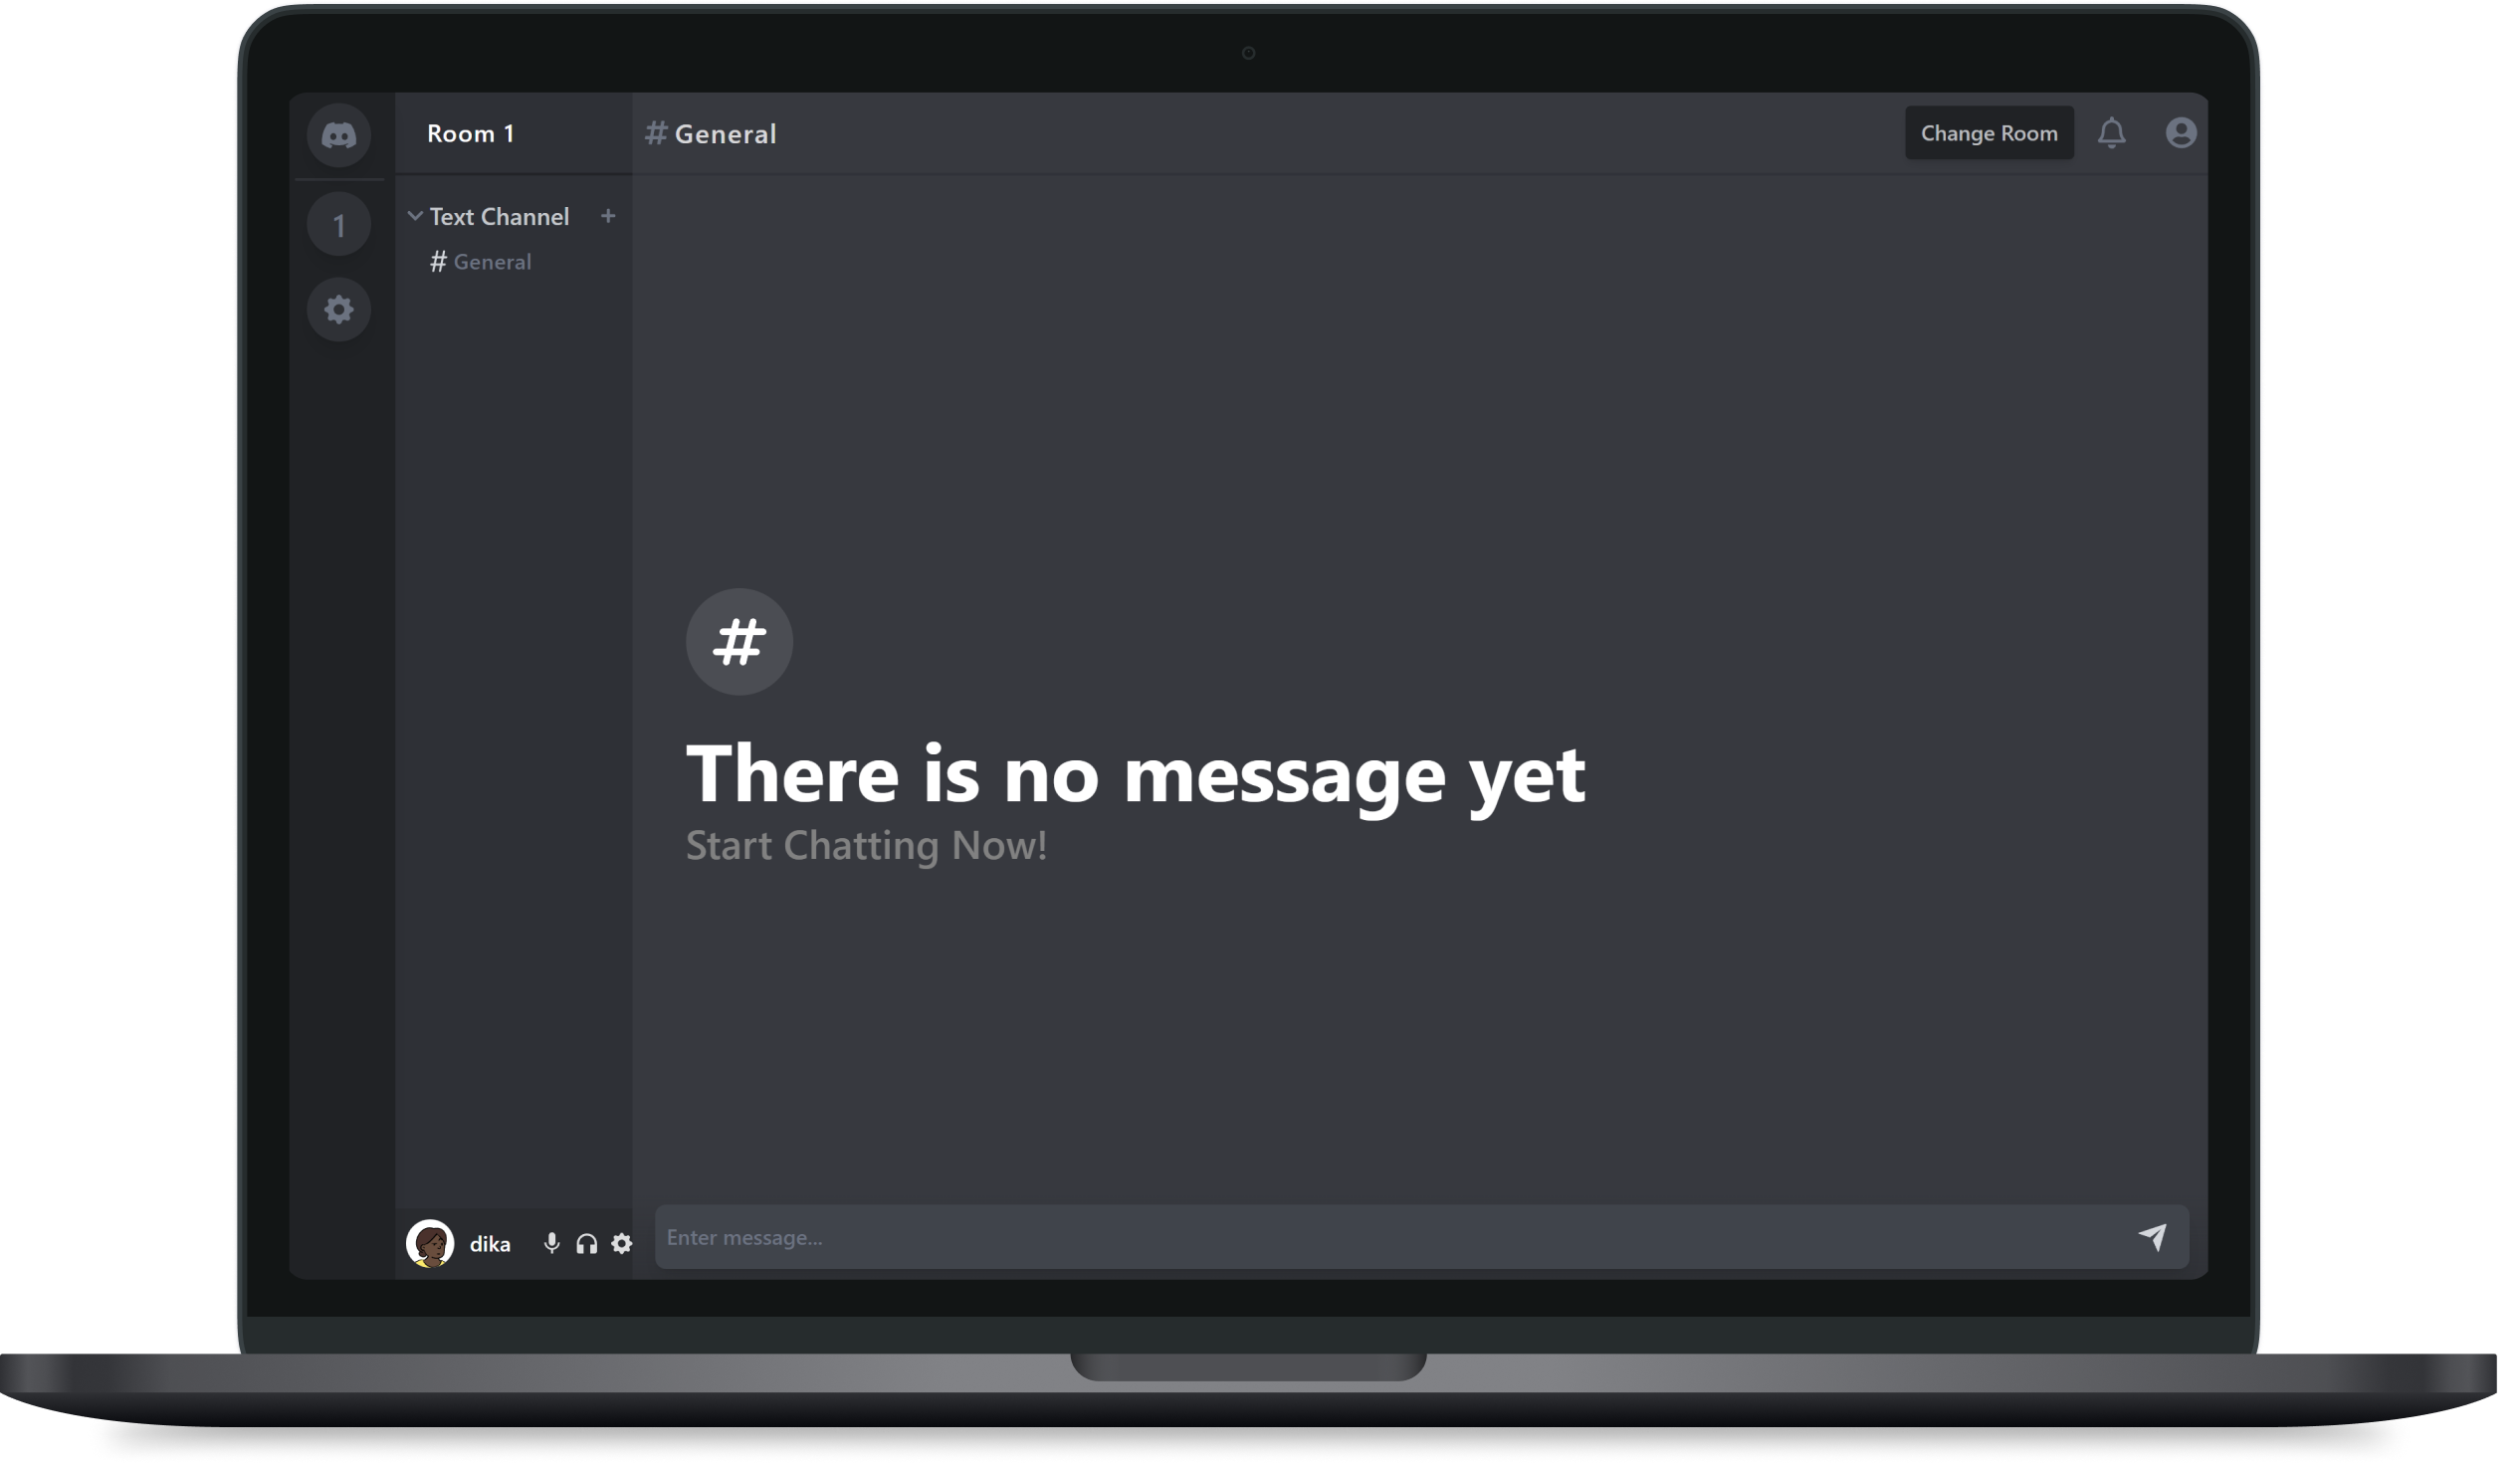 Room 1
# General
Change Room
1
Text Channel +
# General
#
There is no message yet
Start Chatting Now!
dika
Enter message...